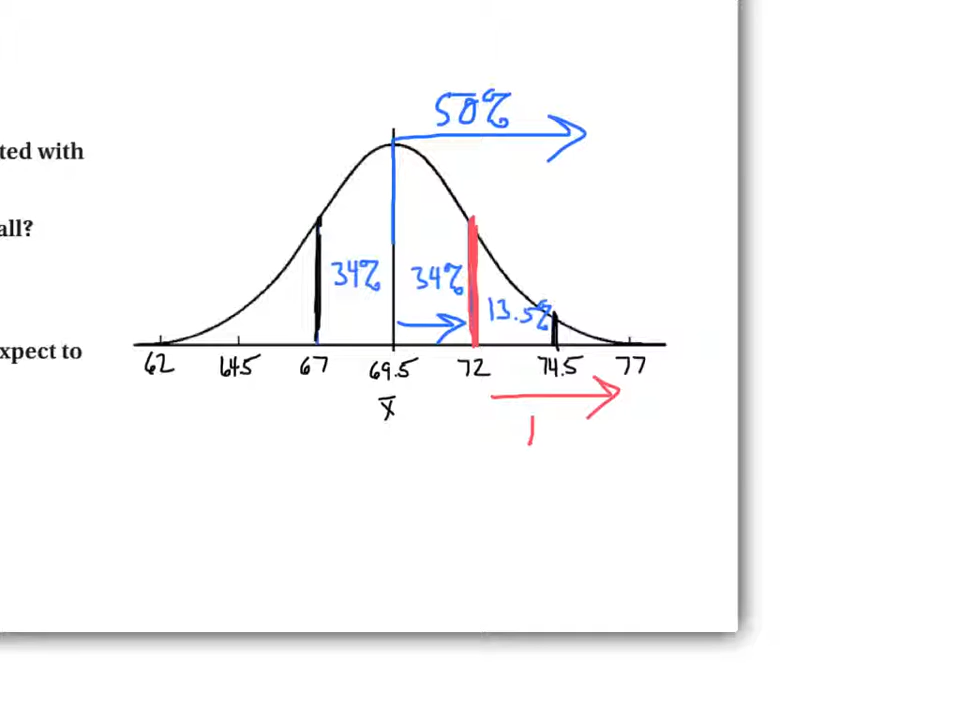 50%
ted with
all?
34% 34% 13.5%
xpect to
62 64.5 67 69.5 72 74.5 77
x̄
1